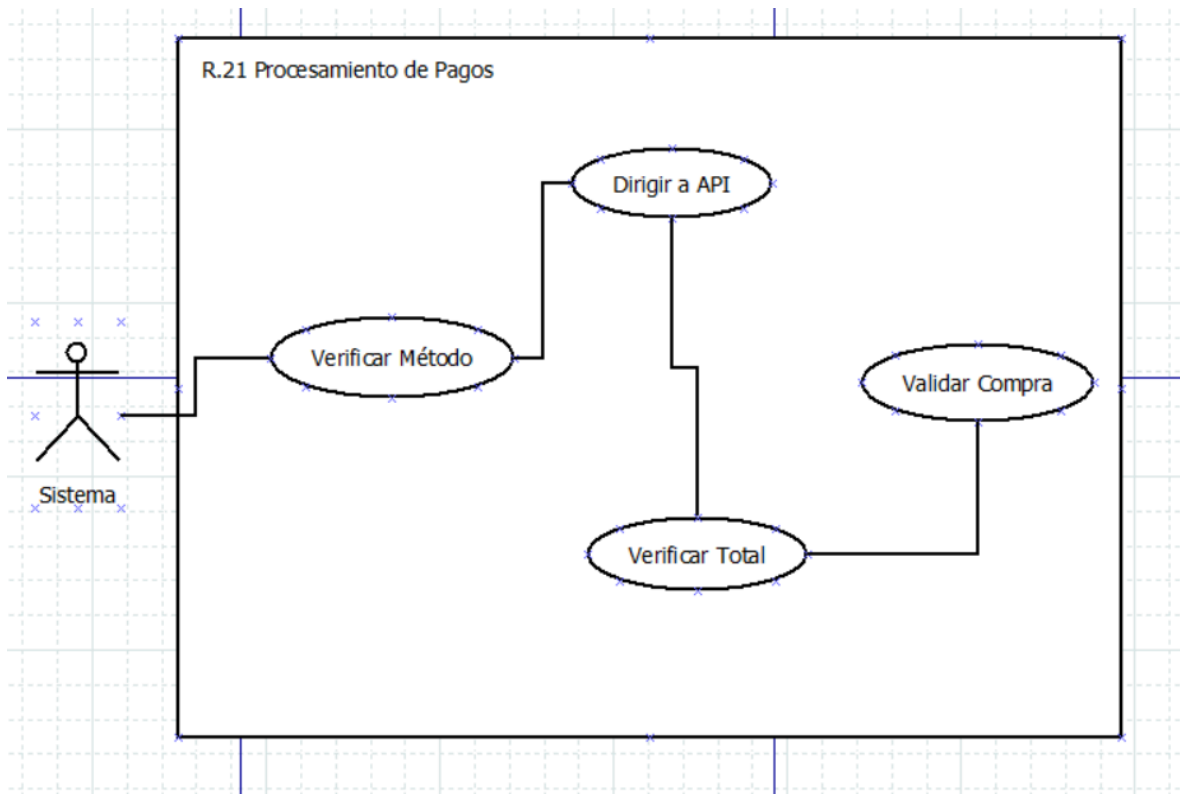 R.21 Procesamiento de Pagos
Dirigir a API
Verificar Método
Validar Compra
Sistema
Verificar Total